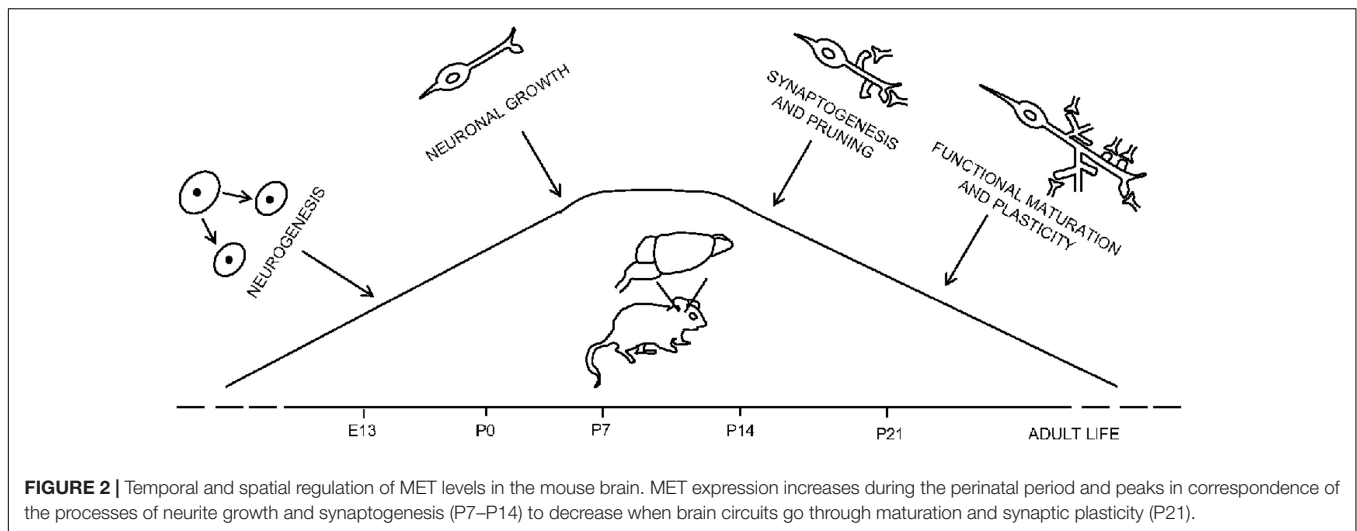 NEURONAL GROWTH
SYNAPTOGENESIS
AND PRUNING
FUNCTIONAL MATURATION
AND PLASTICITY
NEUROGENESIS
E13
P0
P7
P14
P21
ADULT LIFE
FIGURE 2 | Temporal and spatial regulation of MET levels in the mouse brain. MET expression increases during the perinatal period and peaks in correspondence of
the processes of neurite growth and synaptogenesis (P7–P14) to decrease when brain circuits go through maturation and synaptic plasticity (P21).